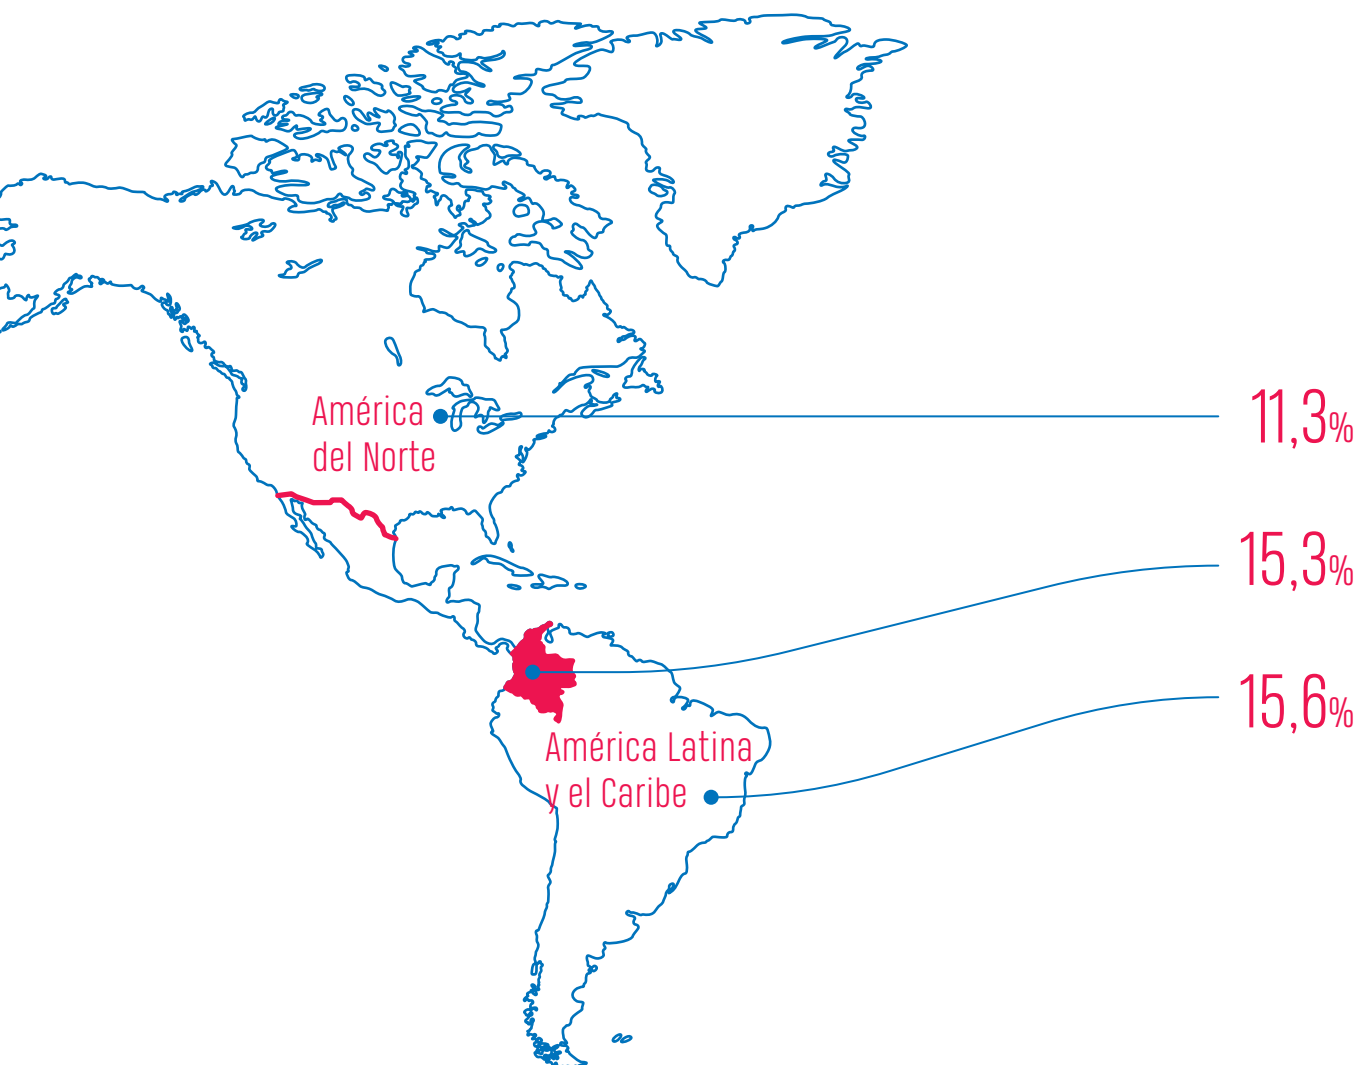 América
del Norte
11,3%
15,3%
15,6%
América Latina
y el Caribe